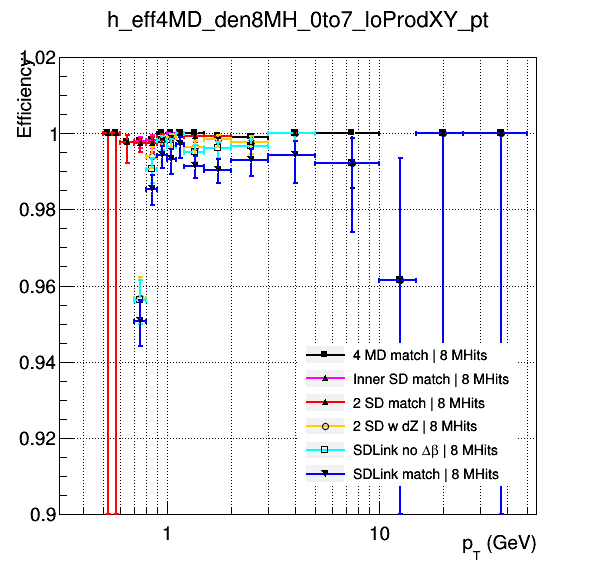 h_eff4MD_den8MH_0to7_loProdXY_pt
Efficiency
1.02
1
0.98
0.96
0.94
0.92
0.9
4 MD match | 8 MHits
Inner SD match | 8 MHits
2 SD match | 8 MHits
2 SD w dZ | 8 MHits
SDLink no Δβ | 8 MHits
SDLink match | 8 MHits
1
10
p_T (GeV)